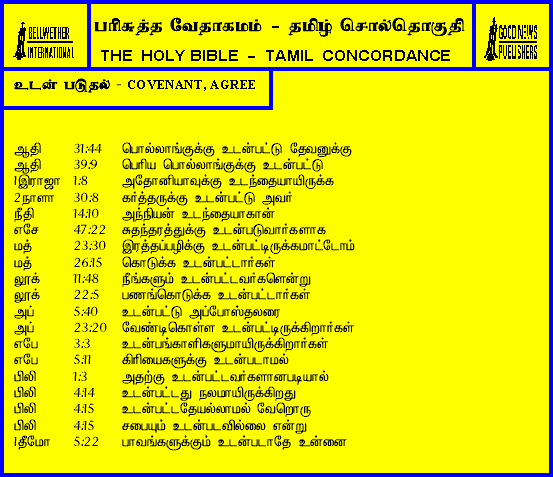 BELLWETHER
INTERNATIONAL
பரிசுத்த வேதாகமம் - தமிழ் சொல்தொகுதி
THE HOLY BIBLE - TAMIL CONCORDANCE
GOOD NEWS
PUBLISHERS
உடன் படுதல் - COVENANT, AGREE
ஆதி 31:44 பொல்லாங்குக்கு உடன்பட்டு தேவனுக்கு
ஆதி 39:9 பெரிய பொல்லாங்குக்கு உடன்பட்டு
1இராஜா 1:8 அதோனியாவுக்கு உடந்தையாயிருக்க
2நாளா 30:8 கர்த்தருக்கு உடன்பட்டு அவர்
நீதி 14:10 அந்நியன் உடந்தையாகான்
எசே 47:22 சுதந்தரத்துக்கு உடன்படுவார்களாக
மத் 23:30 இரத்தப்பழிக்கு உடன்பட்டிருக்கமாட்டோம்
மத் 26:15 கொடுக்க உடன்பட்டார்கள்
லூக் 11:48 நீங்களும் உடன்பட்டவர்களென்று
லூக் 22:5 பணங்கொடுக்க உடன்பட்டார்கள்
அப் 5:40 உடன்பட்டு அப்போஸ்தலரை
அப் 23:20 வேண்டிகொள்ள உடன்பட்டிருக்கிறார்கள்
எபே 3:3 உடன்பங்காளிகளுமாயிருக்கிறார்கள்
எபே 5:11 கிரியைகளுக்கு உடன்படாமல்
பிலி 1:3 அதற்கு உடன்பட்டவர்களானபடியால்
பிலி 4:14 உடன்பட்டது நலமாயிருக்கிறது
பிலி 4:15 உடன்பட்டதேயல்லாமல் வேறொரு
பிலி 4:15 சபையும் உடன்படவில்லை என்று
1தீமோ 5:22 பாவங்களுக்கும் உடன்படாதே உன்னை